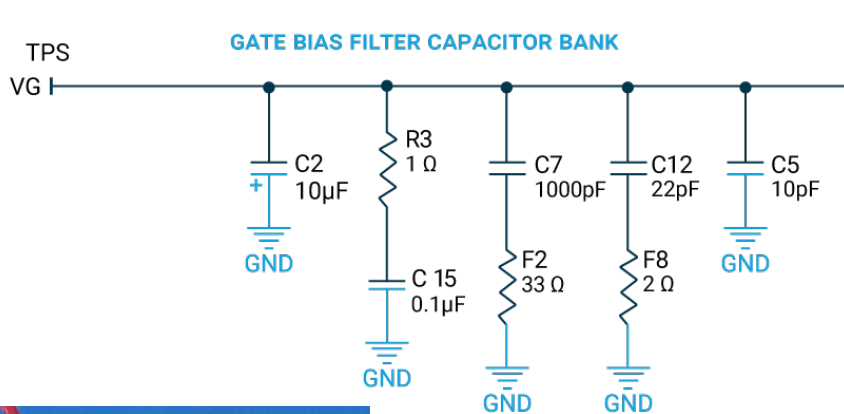 GATE BIAS FILTER CAPACITOR BANK
TPS
VG
C2
10µF
GND
R3
1 Ω
C 15
0.1µF
GND
C7
1000pF
F2
33 Ω
GND
C12
22pF
F8
2 Ω
GND
C5
10pF
GND